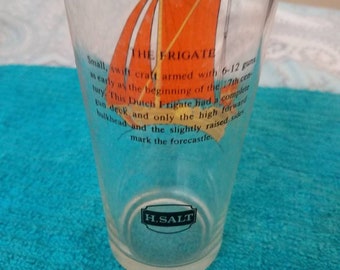 THE FRIGATE
Small, swift craft armed with 6-12 guns
as early as the beginning of the 17th cen-
tury. This Dutch Frigate had a complete
gun deck and only the high forward
bulkhead and the slightly raised sides
mark the forecastle.
H.SALT